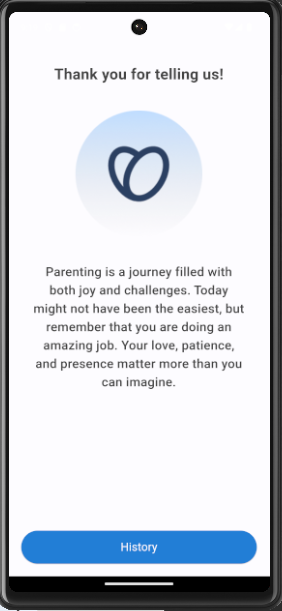 Thank you for telling us!
Parenting is a journey filled with
both joy and challenges. Today
might not have been the easiest, but
remember that you are doing an
amazing job. Your love, patience,
and presence matter more than you
can imagine.
History